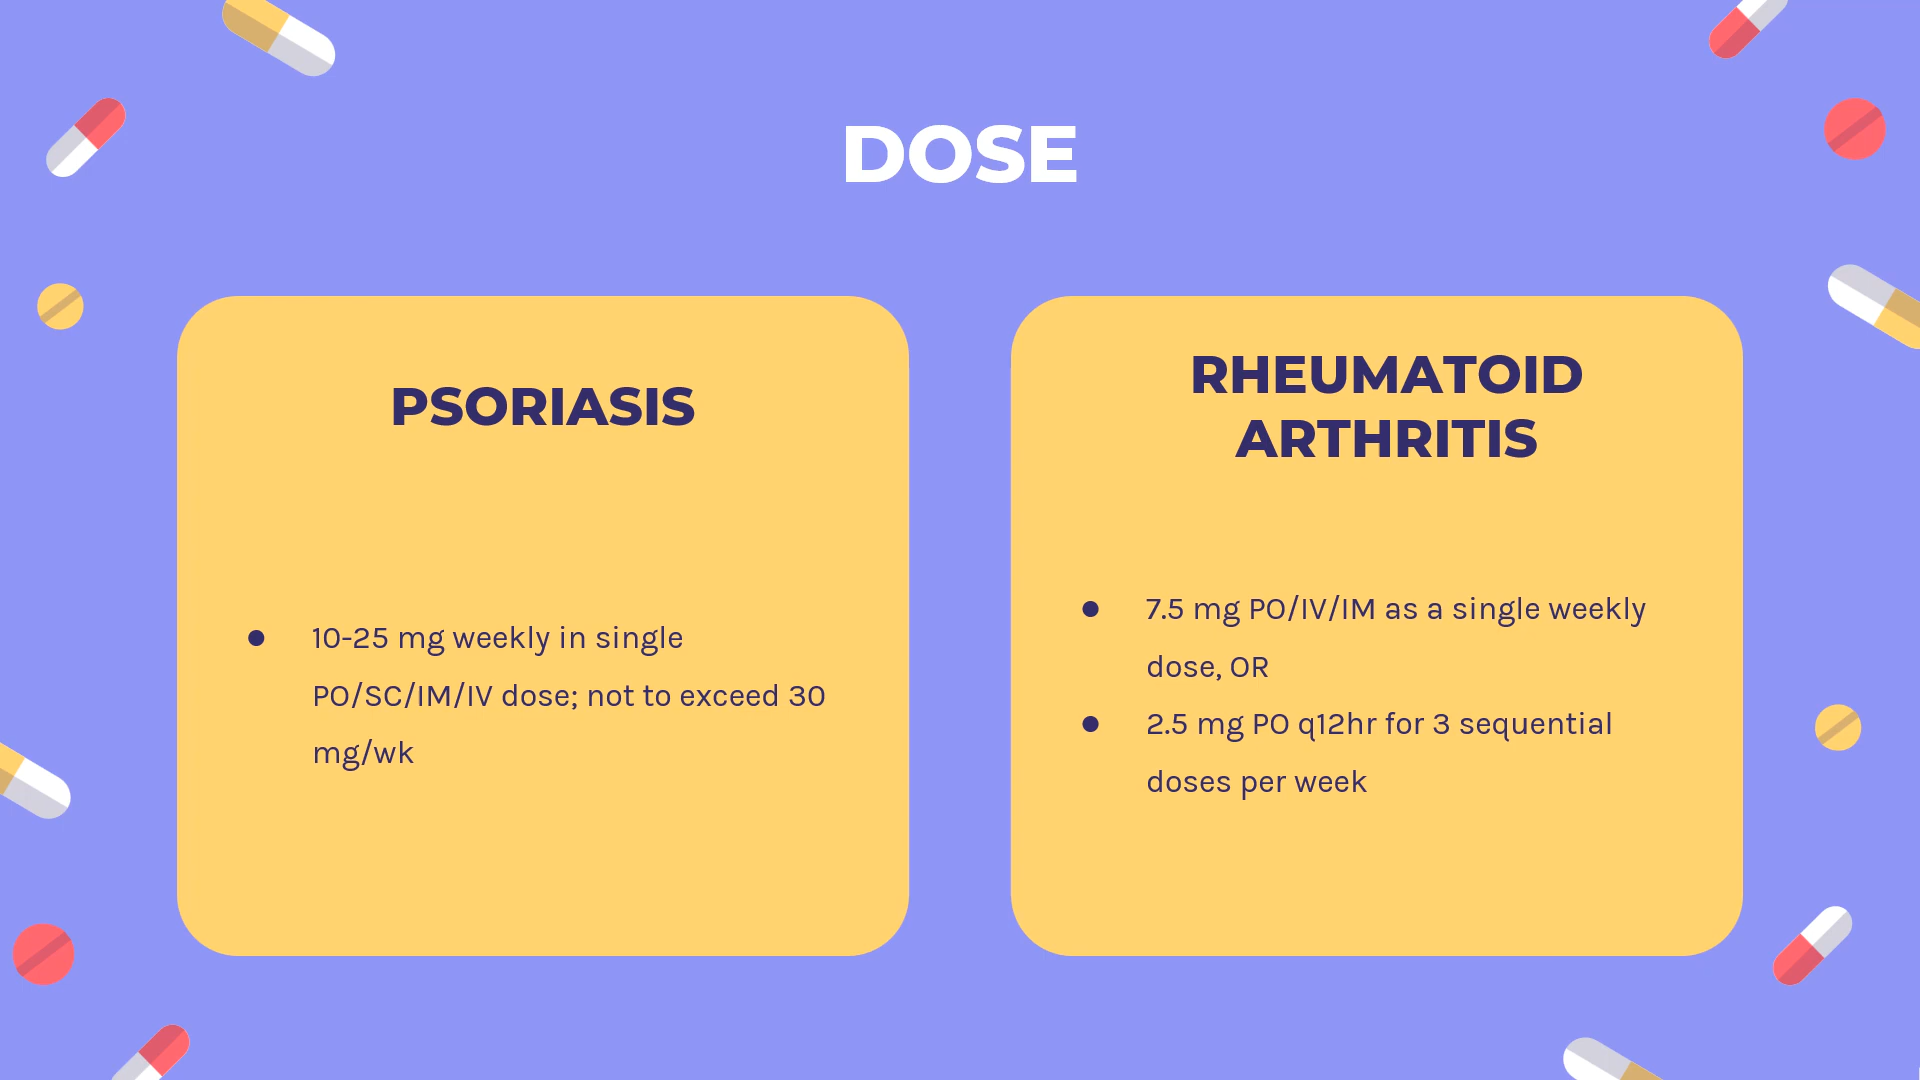 DOSE
PSORIASIS
● 10-25 mg weekly in single
PO/SC/IM/IV dose; not to exceed 30
mg/wk
RHEUMATOID
ARTHRITIS
● 7.5 mg PO/IV/IM as a single weekly
dose, OR
● 2.5 mg PO q12hr for 3 sequential
doses per week